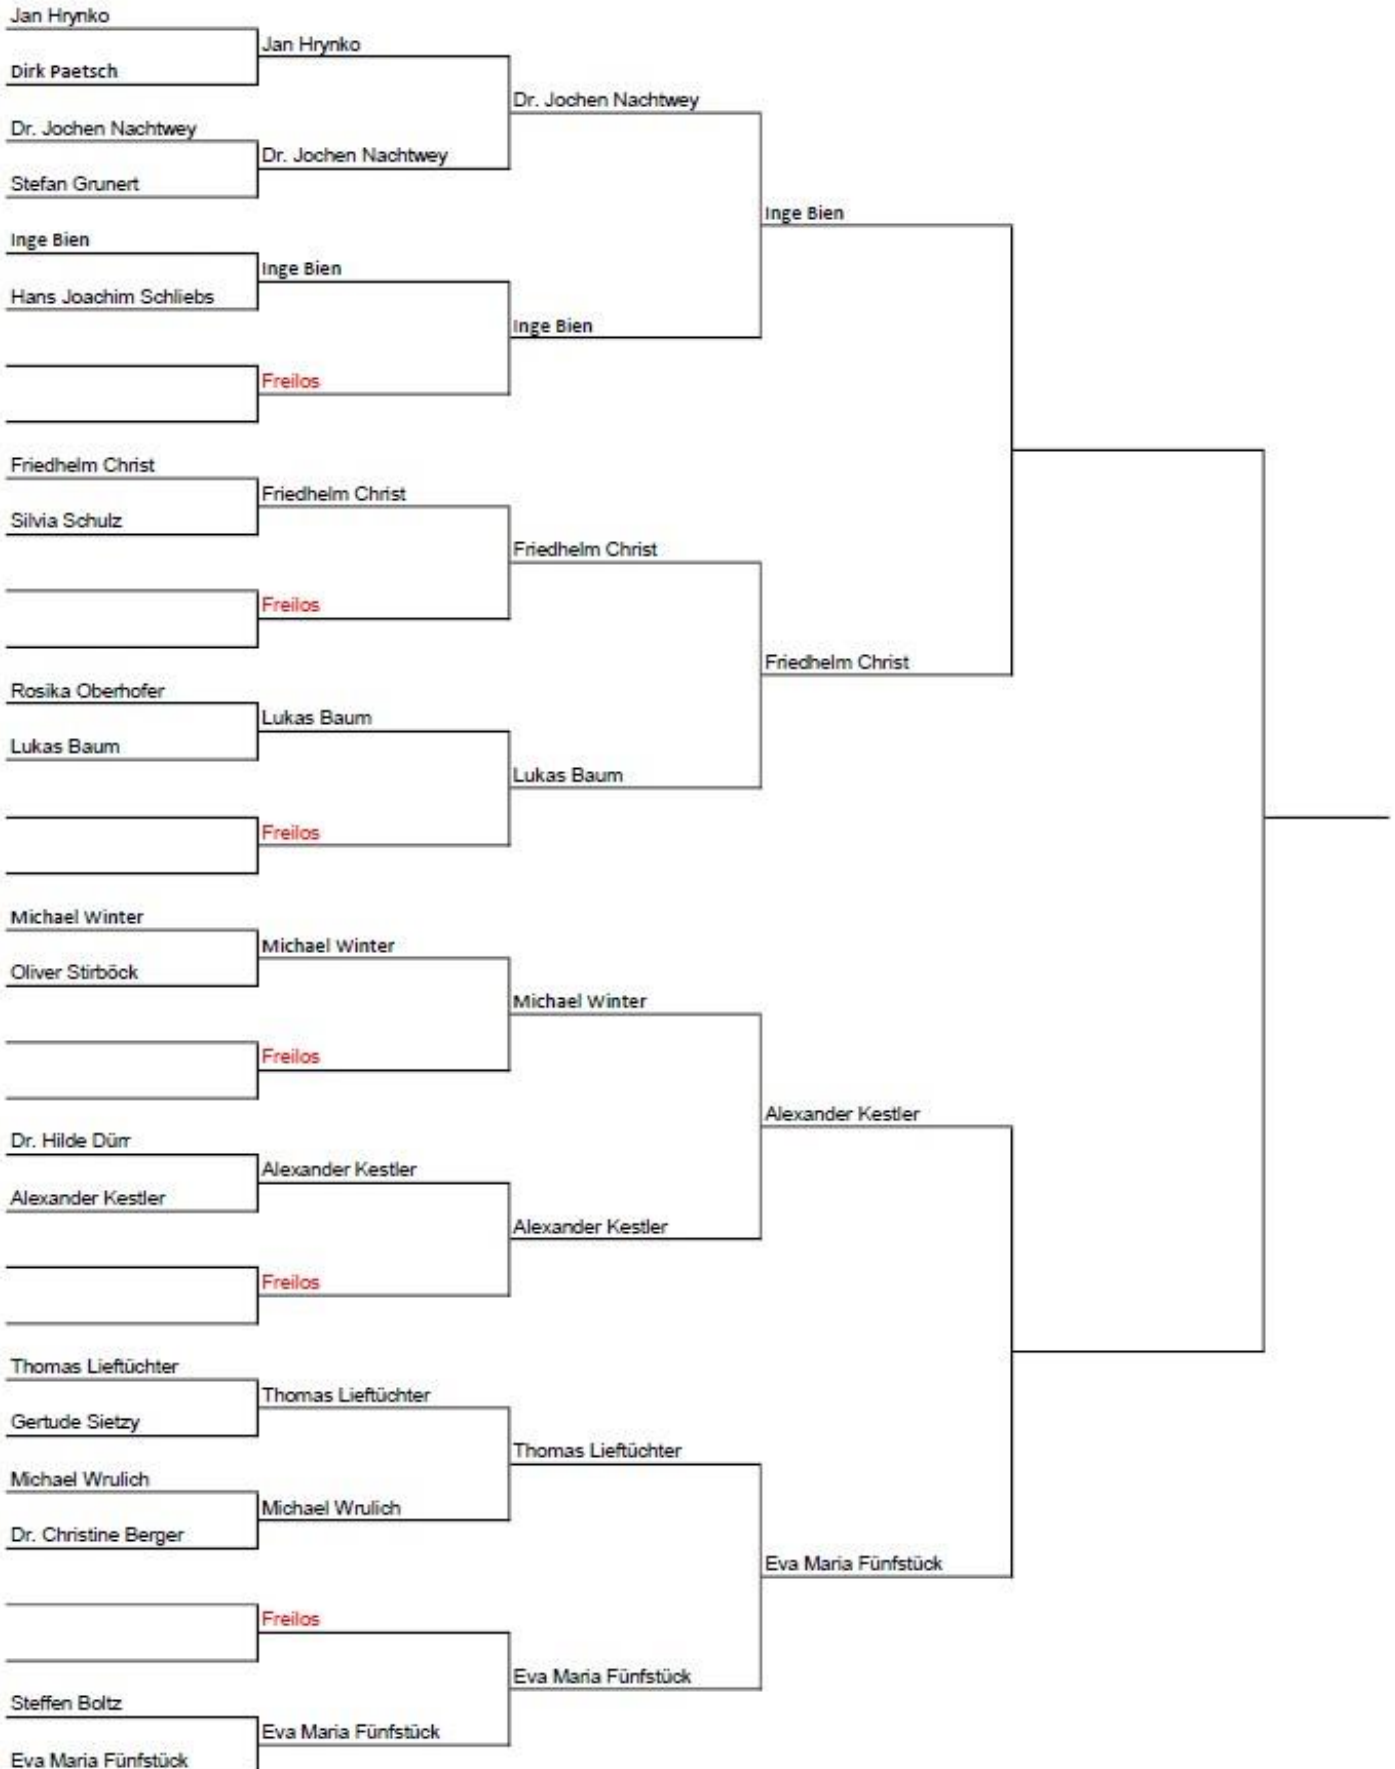 Jan Hrynko
Jan Hrynko
Dirk Paetsch
Dr. Jochen Nachtwey
Dr. Jochen Nachtwey
Dr. Jochen Nachtwey
Stefan Grunert
Inge Bien
Inge Bien
Inge Bien
Hans Joachim Schliebs
Inge Bien
Freilos
Friedhelm Christ
Friedhelm Christ
Silvia Schulz
Friedhelm Christ
Freilos
Friedhelm Christ
Rosika Oberhofer
Lukas Baum
Lukas Baum
Lukas Baum
Freilos
Michael Winter
Michael Winter
Oliver Stirböck
Michael Winter
Freilos
Alexander Kestler
Dr. Hilde Dürr
Alexander Kestler
Alexander Kestler
Alexander Kestler
Freilos
Thomas Lieftüchter
Thomas Lieftüchter
Gertude Sietzy
Thomas Lieftüchter
Michael Wrulich
Michael Wrulich
Dr. Christine Berger
Eva Maria Fünfstück
Freilos
Eva Maria Fünfstück
Steffen Boltz
Eva Maria Fünfstück
Eva Maria Fünfstück